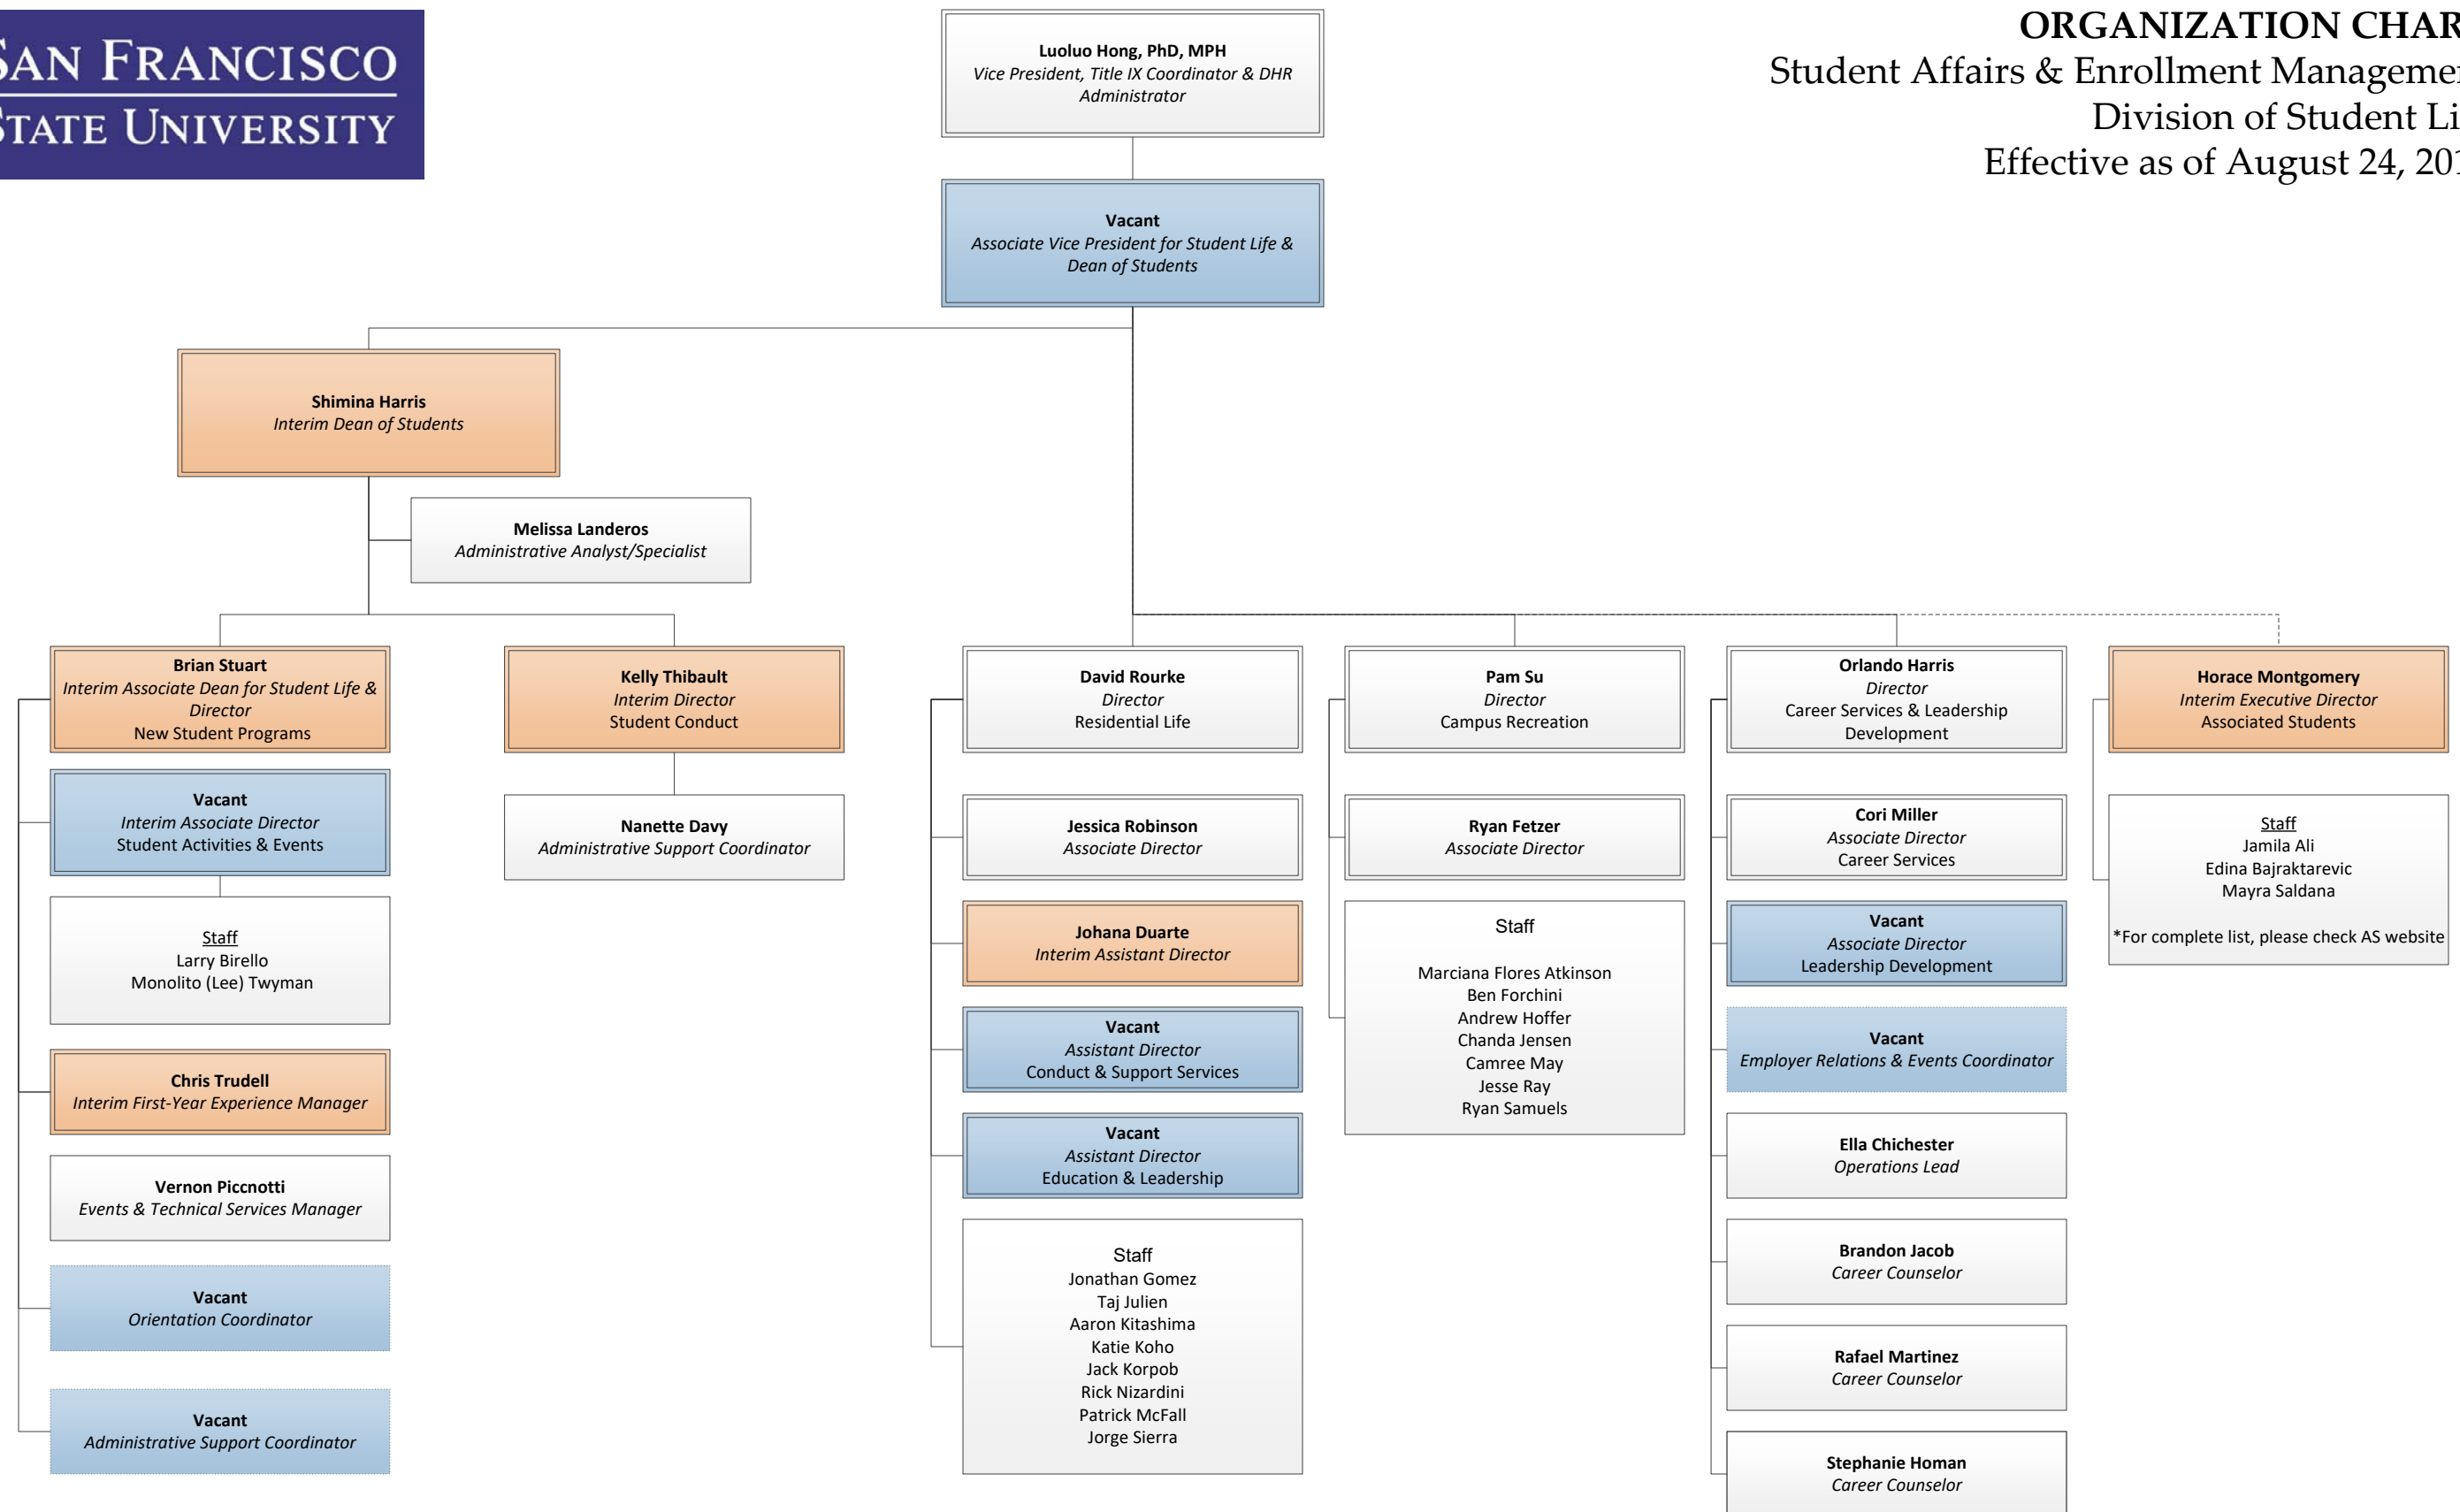 SAN FRANCISCO
STATE UNIVERSITY
ORGANIZATION CHAR
Student Affairs & Enrollment Managemen
Division of Student Li
Effective as of August 24, 201
Luoluo Hong, PhD, MPH
Vice President, Title IX Coordinator & DHR
Administrator
Vacant
Associate Vice President for Student Life &
Dean of Students
Shimina Harris
Interim Dean of Students
Melissa Landeros
Administrative Analyst/Specialist
Brian Stuart
Interim Associate Dean for Student Life &
Director
New Student Programs
Vacant
Interim Associate Director
Student Activities & Events
Staff
Larry Birello
Monolito (Lee) Twyman
Chris Trudell
Interim First-Year Experience Manager
Vernon Piccnotti
Events & Technical Services Manager
Vacant
Orientation Coordinator
Vacant
Administrative Support Coordinator
Kelly Thibault
Interim Director
Student Conduct
Nanette Davy
Administrative Support Coordinator
David Rourke
Director
Residential Life
Jessica Robinson
Associate Director
Johana Duarte
Interim Assistant Director
Vacant
Assistant Director
Conduct & Support Services
Vacant
Assistant Director
Education & Leadership
Staff
Jonathan Gomez
Taj Julien
Aaron Kitashima
Katie Koho
Jack Korpob
Rick Nizardini
Patrick McFall
Jorge Sierra
Pam Su
Director
Campus Recreation
Ryan Fetzer
Associate Director
Staff
Marciana Flores Atkinson
Ben Forchini
Andrew Hoffer
Chanda Jensen
Camree May
Jesse Ray
Ryan Samuels
Orlando Harris
Director
Career Services & Leadership
Development
Cori Miller
Associate Director
Career Services
Vacant
Associate Director
Leadership Development
Vacant
Employer Relations & Events Coordinator
Ella Chichester
Operations Lead
Brandon Jacob
Career Counselor
Rafael Martinez
Career Counselor
Stephanie Homan
Career Counselor
Horace Montgomery
Interim Executive Director
Associated Students
Staff
Jamila Ali
Edina Bajraktarevic
Mayra Saldana
*For complete list, please check AS website